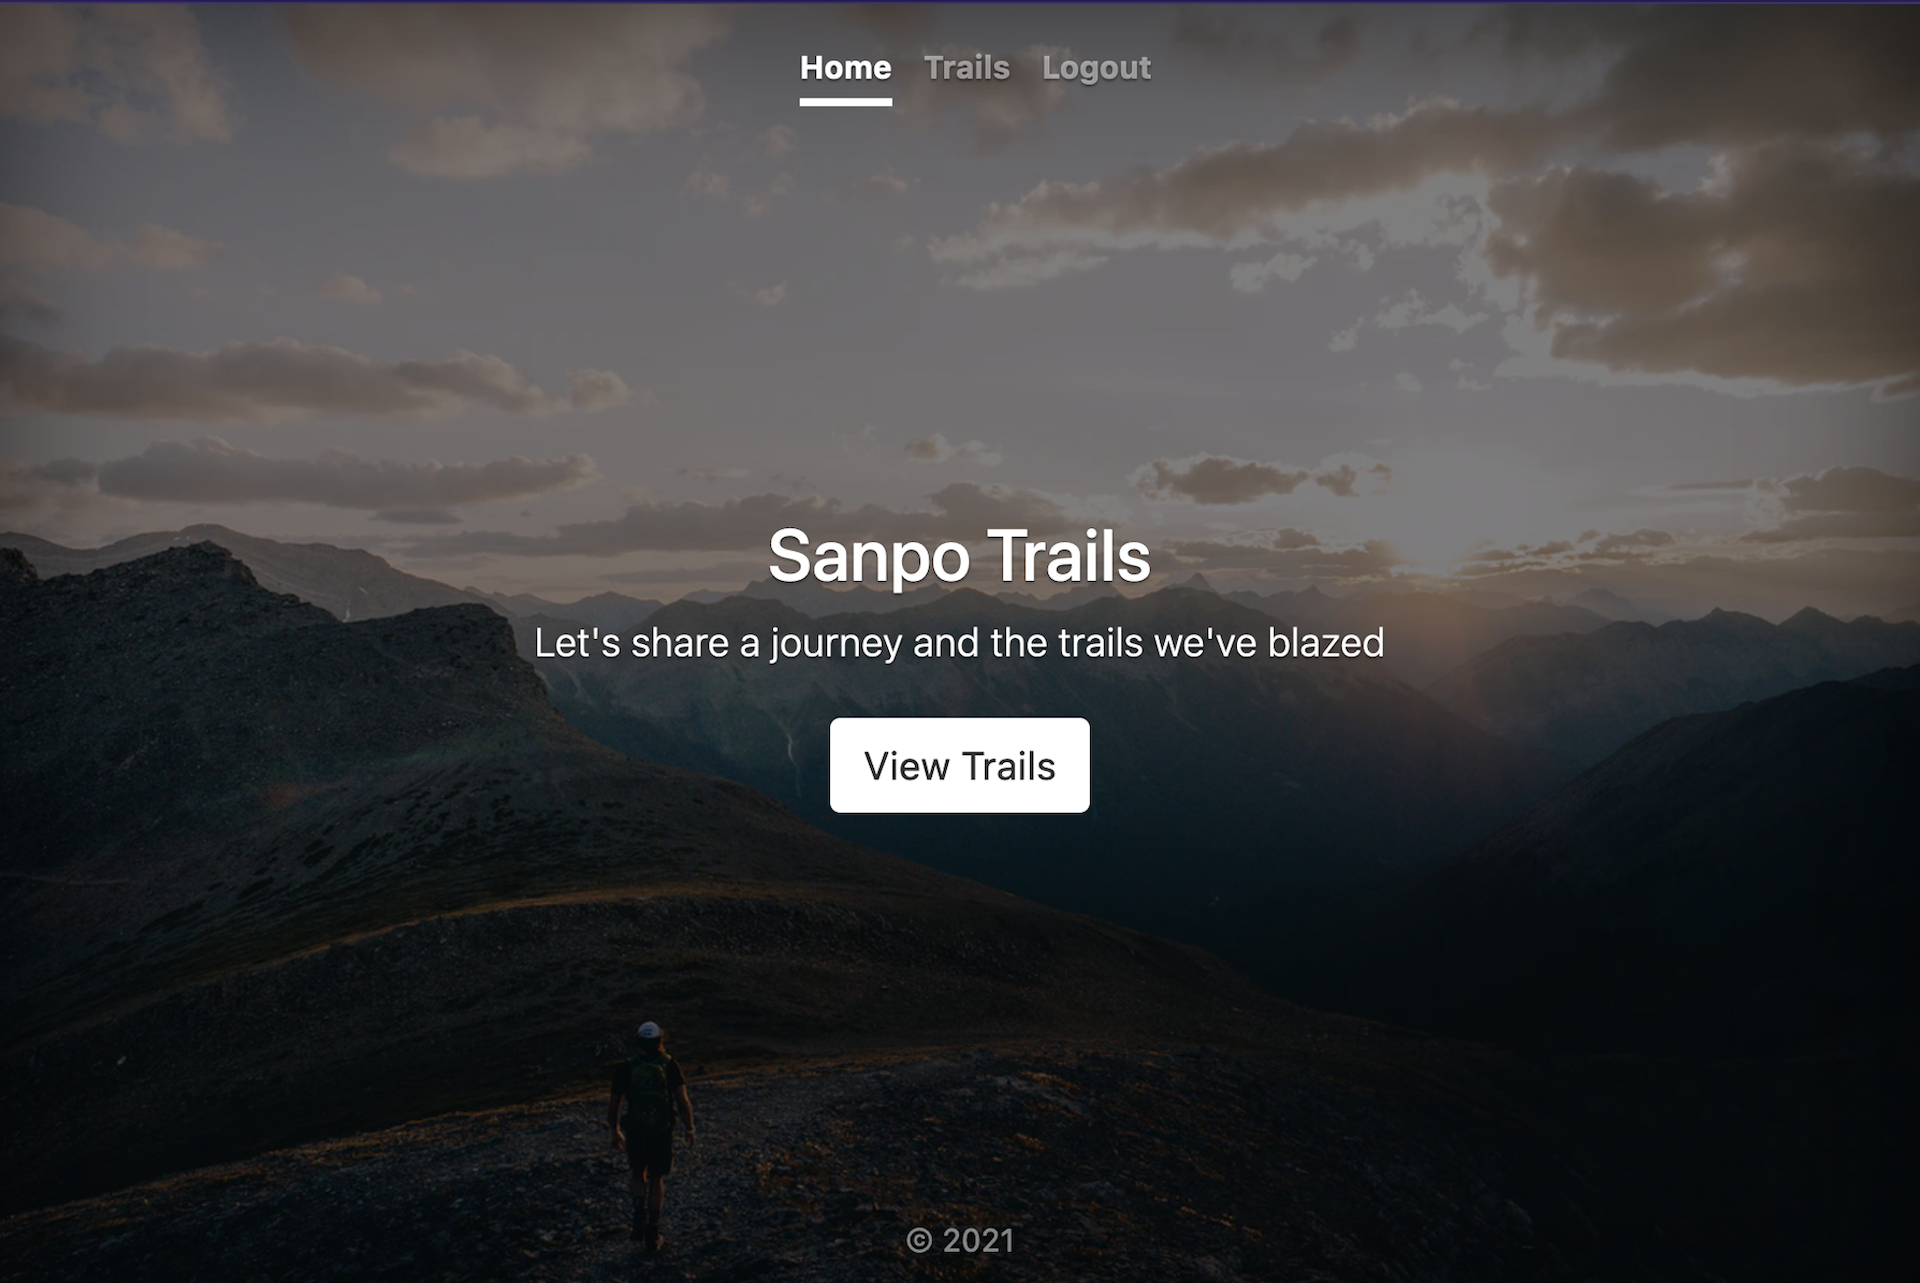 Home Trails Logout
Sanpo Trails
Let's share a journey and the trails we've blazed
View Trails
© 2021